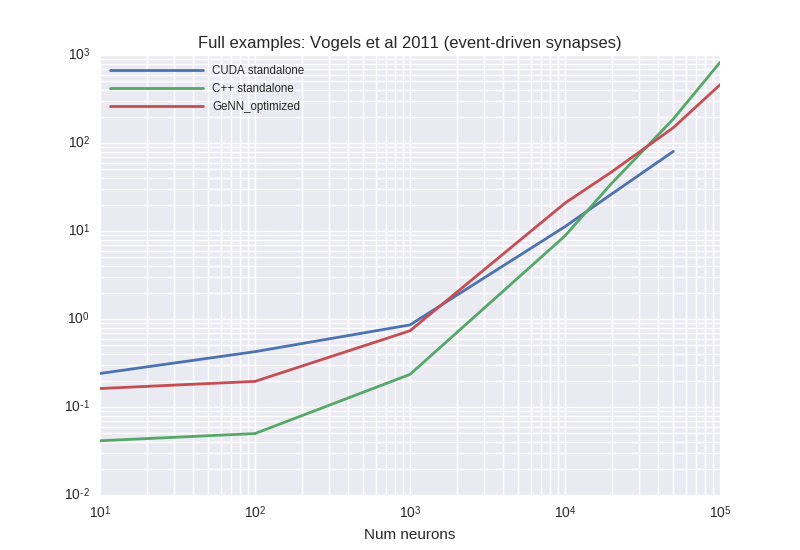 Full examples: Vogels et al 2011 (event-driven synapses)
10³
CUDA standalone
C++ standalone
GeNN_optimized
10²
10¹
10⁰
10⁻¹
10⁻²
10¹ 10² 10³ 10⁴ 10⁵
Num neurons